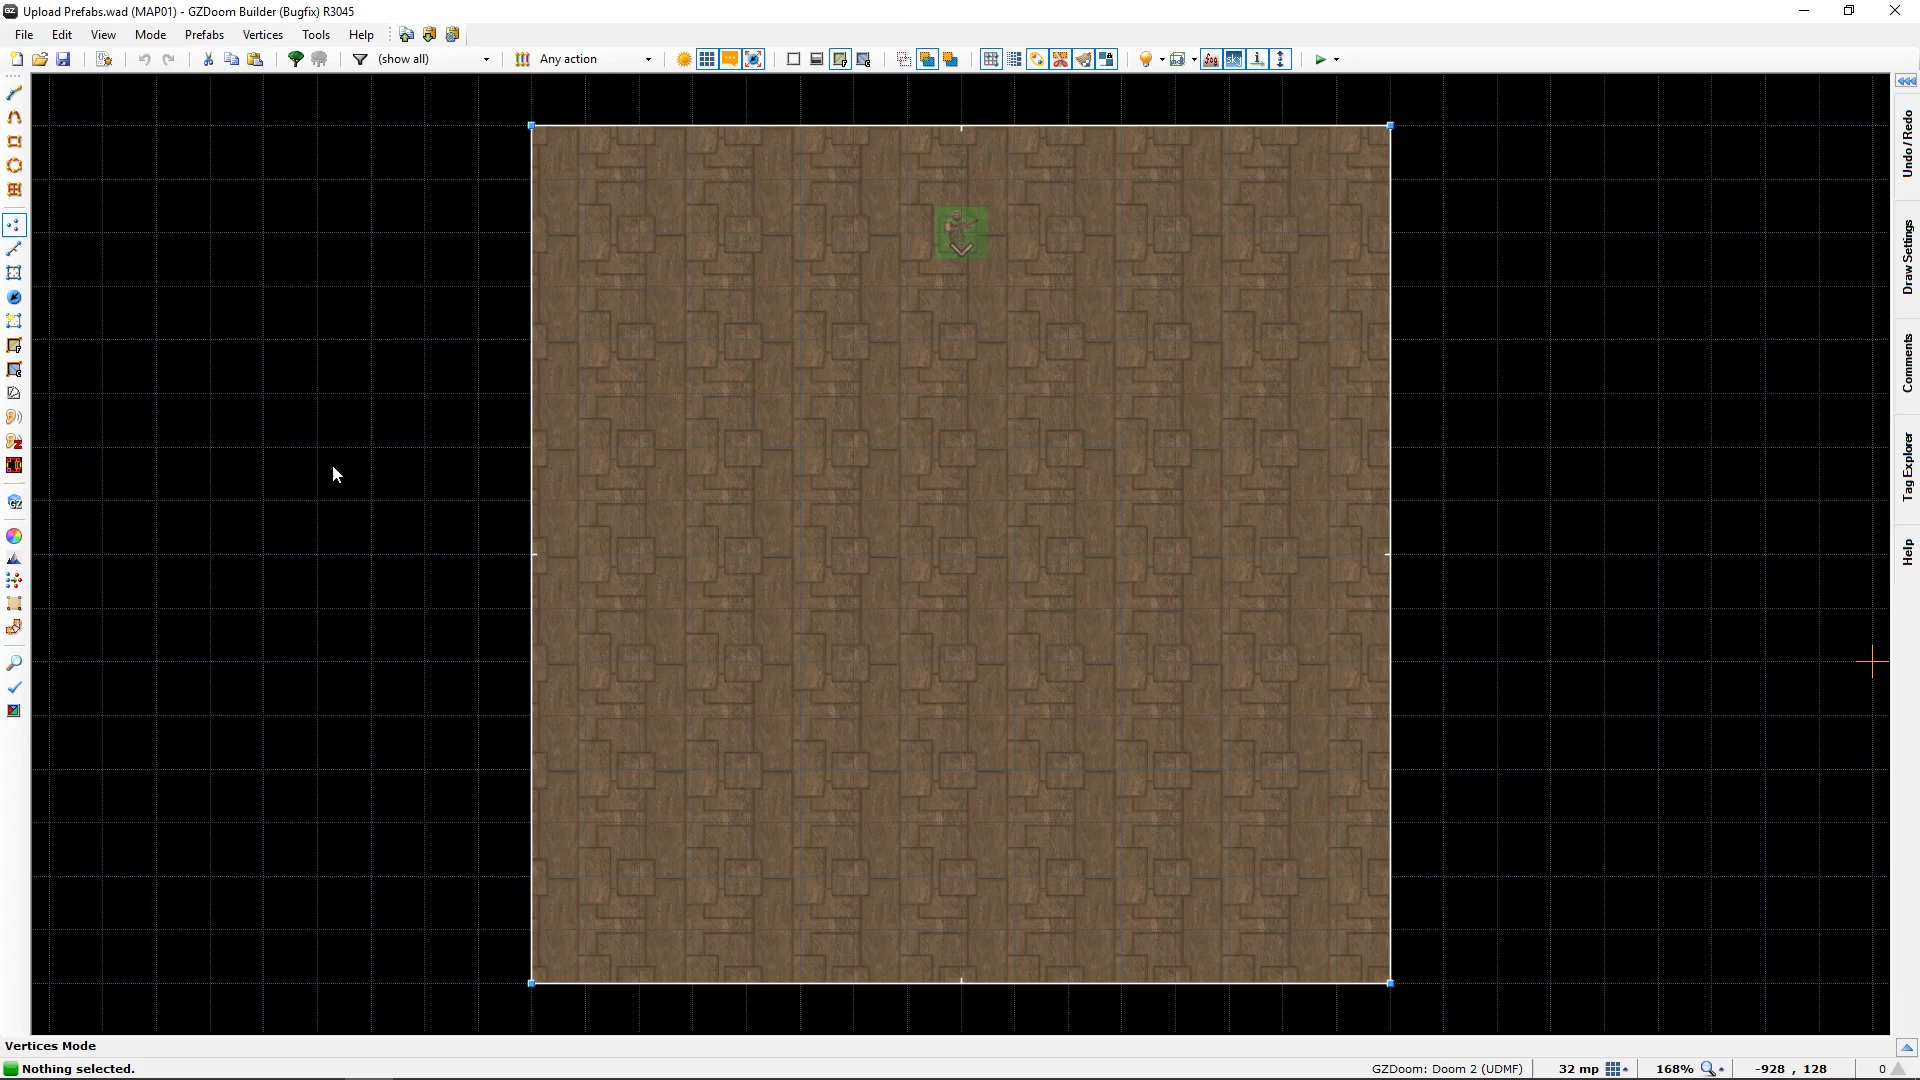 Upload Prefabs.wad (MAP01) - GZDoom Builder (Bugfix) R3045
File Edit View Mode Prefabs Vertices Tools Help
(show all) Any action
Undo / Redo
Draw Settings
Comments
Tag Explorer
Help
Vertices Mode
Nothing selected. GZDoom: Doom 2 (UDMF) 32 mp 168% -928 , 128 0